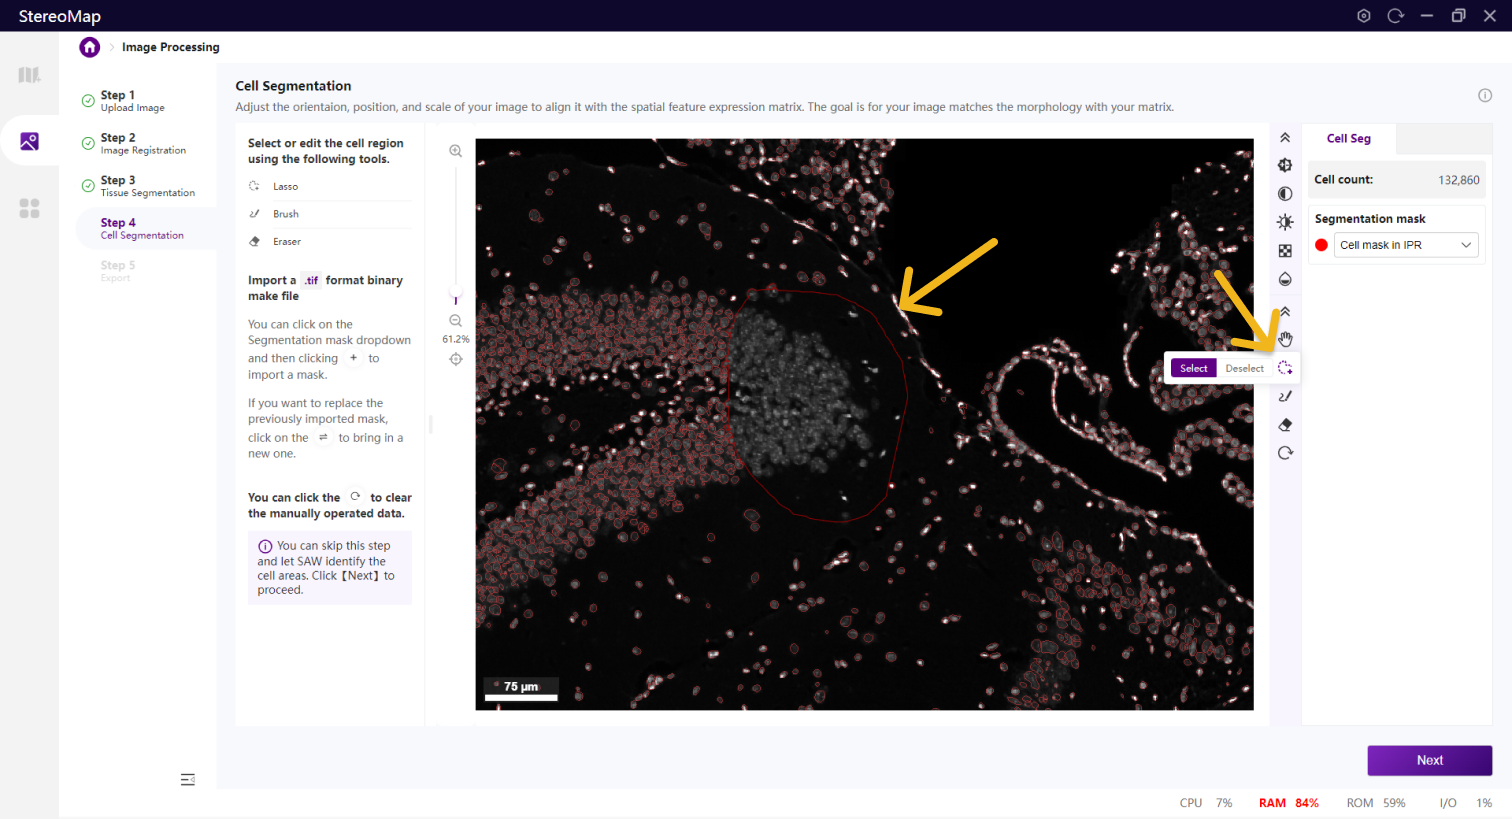 StereoMap
Image Processing
Step 1
Upload Image
Step 2
Image Registration
Step 3
Tissue Segmentation
Step 4
Cell Segmentation
Step 5
Export
Cell Segmentation
Adjust the orientaion, position, and scale of your image to align it with the spatial feature expression matrix. The goal is for your image matches the morphology with your matrix.
Select or edit the cell region
using the following tools.
Lasso
Brush
Eraser
Import a .tif format binary
make file
You can click on the
Segmentation mask dropdown
and then clicking + to
import a mask.
If you want to replace the
previously imported mask,
click on the ⇌ to bring in a
new one.
You can click the to clear
the manually operated data.
You can skip this step
and let SAW identify the
cell areas. Click【Next】to
proceed.
61.2%
75 µm
Select Deselect
Cell Seg
Cell count: 132,860
Segmentation mask
Cell mask in IPR
Next
CPU 7% RAM 84% ROM 59% I/O 1%